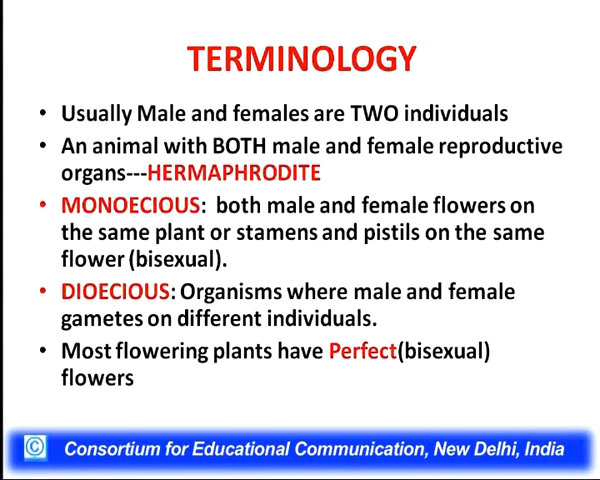 TERMINOLOGY
• Usually Male and females are TWO individuals
• An animal with BOTH male and female reproductive
organs---HERMAPHRODITE
• MONOECIOUS: both male and female flowers on
the same plant or stamens and pistils on the same
flower (bisexual).
• DIOECIOUS: Organisms where male and female
gametes on different individuals.
• Most flowering plants have Perfect(bisexual)
flowers
© Consortium for Educational Communication, New Delhi, India